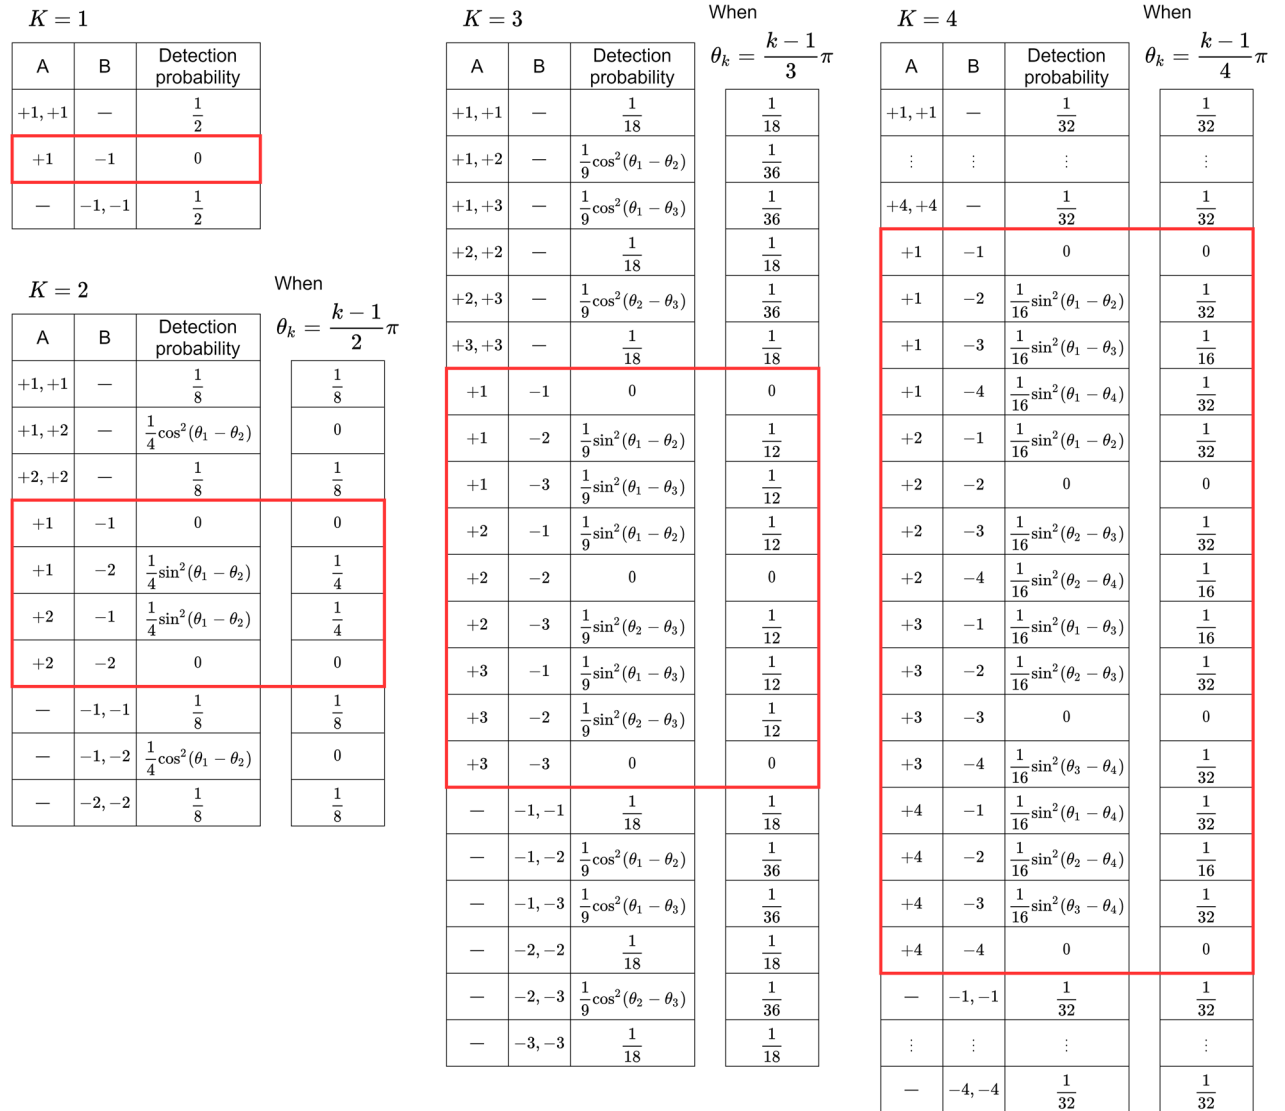 K = 1
A B Detection probability
+1, +1 — 1/2
+1 −1 0
— −1, −1 1/2
K = 2
When θ_k = (k − 1)/2 π
A B Detection probability
+1, +1 — 1/8 1/8
+1, +2 — 1/4 cos²(θ₁ − θ₂) 0
+2, +2 — 1/8 1/8
+1 −1 0 0
+1 −2 1/4 sin²(θ₁ − θ₂) 1/4
+2 −1 1/4 sin²(θ₁ − θ₂) 1/4
+2 −2 0 0
— −1, −1 1/8 1/8
— −1, −2 1/4 cos²(θ₁ − θ₂) 0
— −2, −2 1/8 1/8
K = 3
When θ_k = (k − 1)/3 π
A B Detection probability
+1, +1 — 1/18 1/18
+1, +2 — 1/9 cos²(θ₁ − θ₂) 1/36
+1, +3 — 1/9 cos²(θ₁ − θ₃) 1/36
+2, +2 — 1/18 1/18
+2, +3 — 1/9 cos²(θ₂ − θ₃) 1/36
+3, +3 — 1/18 1/18
+1 −1 0 0
+1 −2 1/9 sin²(θ₁ − θ₂) 1/12
+1 −3 1/9 sin²(θ₁ − θ₃) 1/12
+2 −1 1/9 sin²(θ₁ − θ₂) 1/12
+2 −2 0 0
+2 −3 1/9 sin²(θ₂ − θ₃) 1/12
+3 −1 1/9 sin²(θ₁ − θ₃) 1/12
+3 −2 1/9 sin²(θ₂ − θ₃) 1/12
+3 −3 0 0
— −1, −1 1/18 1/18
— −1, −2 1/9 cos²(θ₁ − θ₂) 1/36
— −1, −3 1/9 cos²(θ₁ − θ₃) 1/36
— −2, −2 1/18 1/18
— −2, −3 1/9 cos²(θ₂ − θ₃) 1/36
— −3, −3 1/18 1/18
K = 4
When θ_k = (k − 1)/4 π
A B Detection probability
+1, +1 — 1/32 1/32
⋮ ⋮ ⋮ ⋮
+4, +4 — 1/32 1/32
+1 −1 0 0
+1 −2 1/16 sin²(θ₁ − θ₂) 1/32
+1 −3 1/16 sin²(θ₁ − θ₃) 1/16
+1 −4 1/16 sin²(θ₁ − θ₄) 1/32
+2 −1 1/16 sin²(θ₁ − θ₂) 1/32
+2 −2 0 0
+2 −3 1/16 sin²(θ₂ − θ₃) 1/32
+2 −4 1/16 sin²(θ₂ − θ₄) 1/16
+3 −1 1/16 sin²(θ₁ − θ₃) 1/16
+3 −2 1/16 sin²(θ₂ − θ₃) 1/32
+3 −3 0 0
+3 −4 1/16 sin²(θ₃ − θ₄) 1/32
+4 −1 1/16 sin²(θ₁ − θ₄) 1/32
+4 −2 1/16 sin²(θ₂ − θ₄) 1/16
+4 −3 1/16 sin²(θ₃ − θ₄) 1/32
+4 −4 0 0
— −1, −1 1/32 1/32
⋮ ⋮ ⋮ ⋮
— −4, −4 1/32 1/32